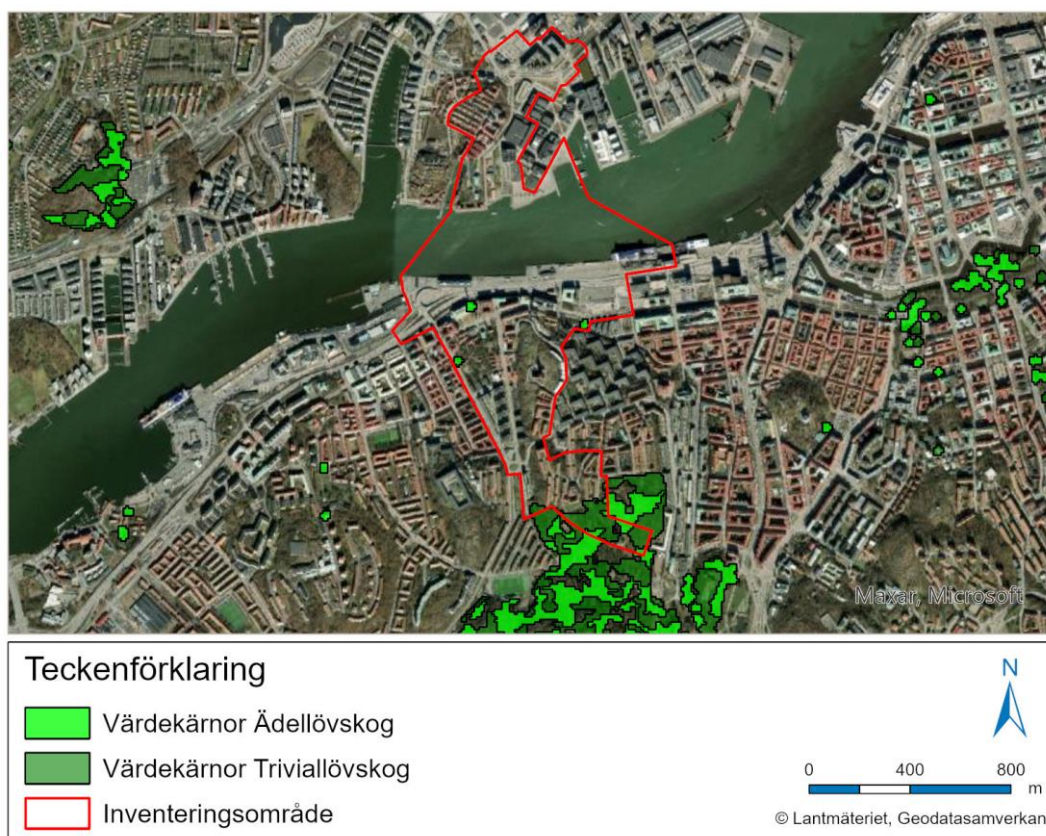 Maxar, Microsoft
Teckenförklaring
Värdekärnor Ädellövskog
Värdekärnor Triviallövskog
Inventeringsområde
N
0 400 800
m
© Lantmäteriet, Geodatasamverkan